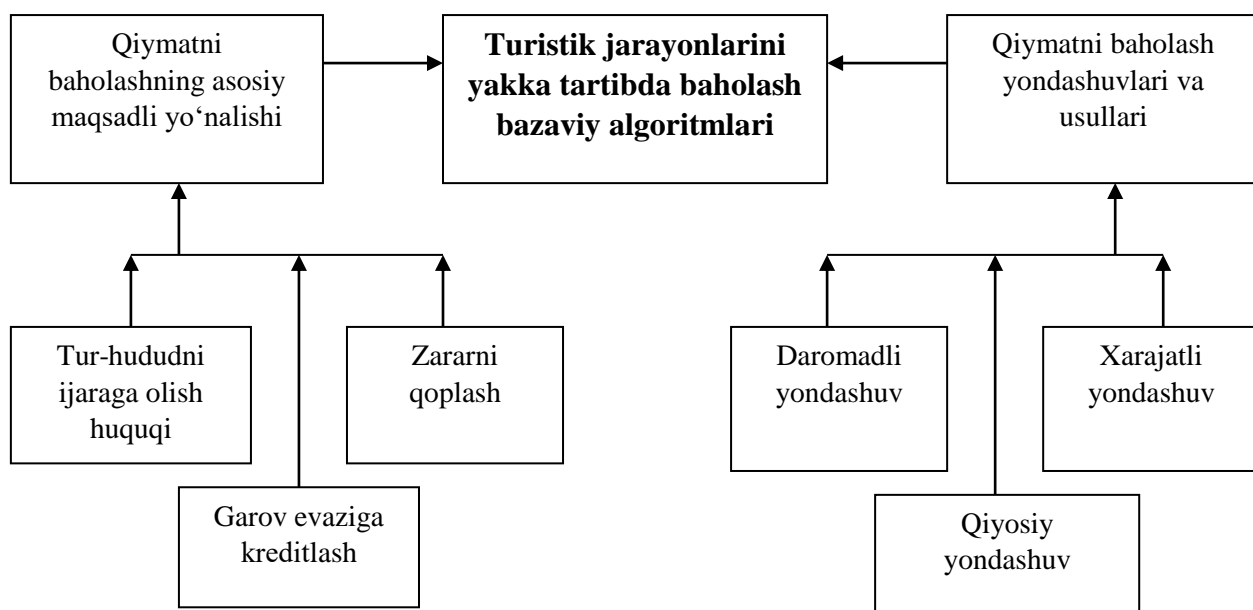 Qiymatni
baholashning asosiy
maqsadli yo‘nalishi
Turistik jarayonlarini
yakka tartibda baholash
bazaviy algoritmlari
Qiymatni baholash
yondashuvlari va
usullari
Tur-hududni
ijaraga olish
huquqi
Zararni
qoplash
Daromadli
yondashuv
Xarajatli
yondashuv
Garov evaziga
kreditlash
Qiyosiy
yondashuv